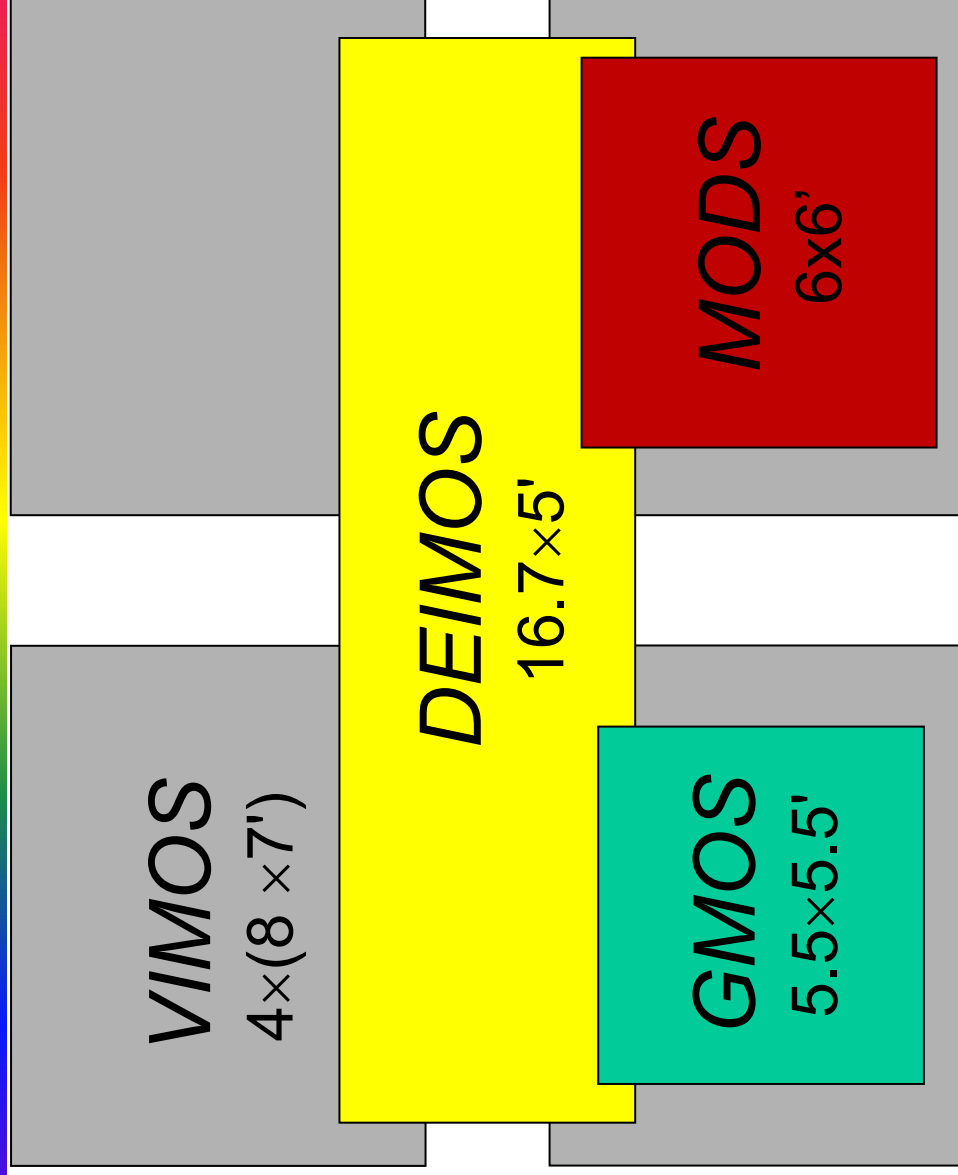 VIMOS
4×(8 ×7')
DEIMOS
16.7×5'
GMOS
5.5×5.5'
MODS
6x6’